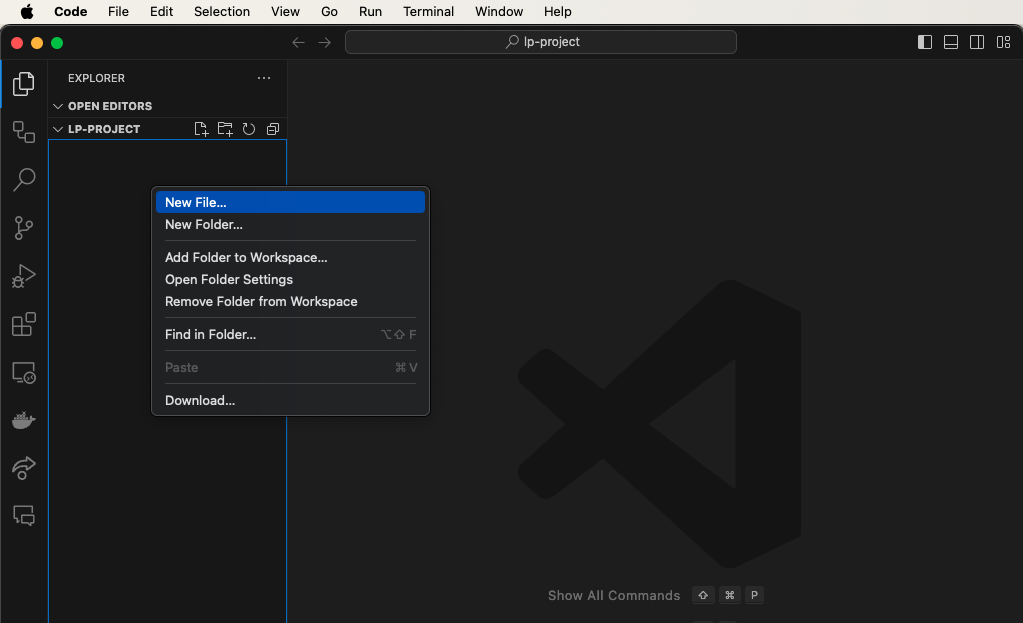 Code File Edit Selection View Go Run Terminal Window Help
lp-project
EXPLORER
OPEN EDITORS
LP-PROJECT
New File...
New Folder...
Add Folder to Workspace...
Open Folder Settings
Remove Folder from Workspace
Find in Folder... ⌥⇧ F
Paste ⌘ V
Download...
Show All Commands ⇧ ⌘ P